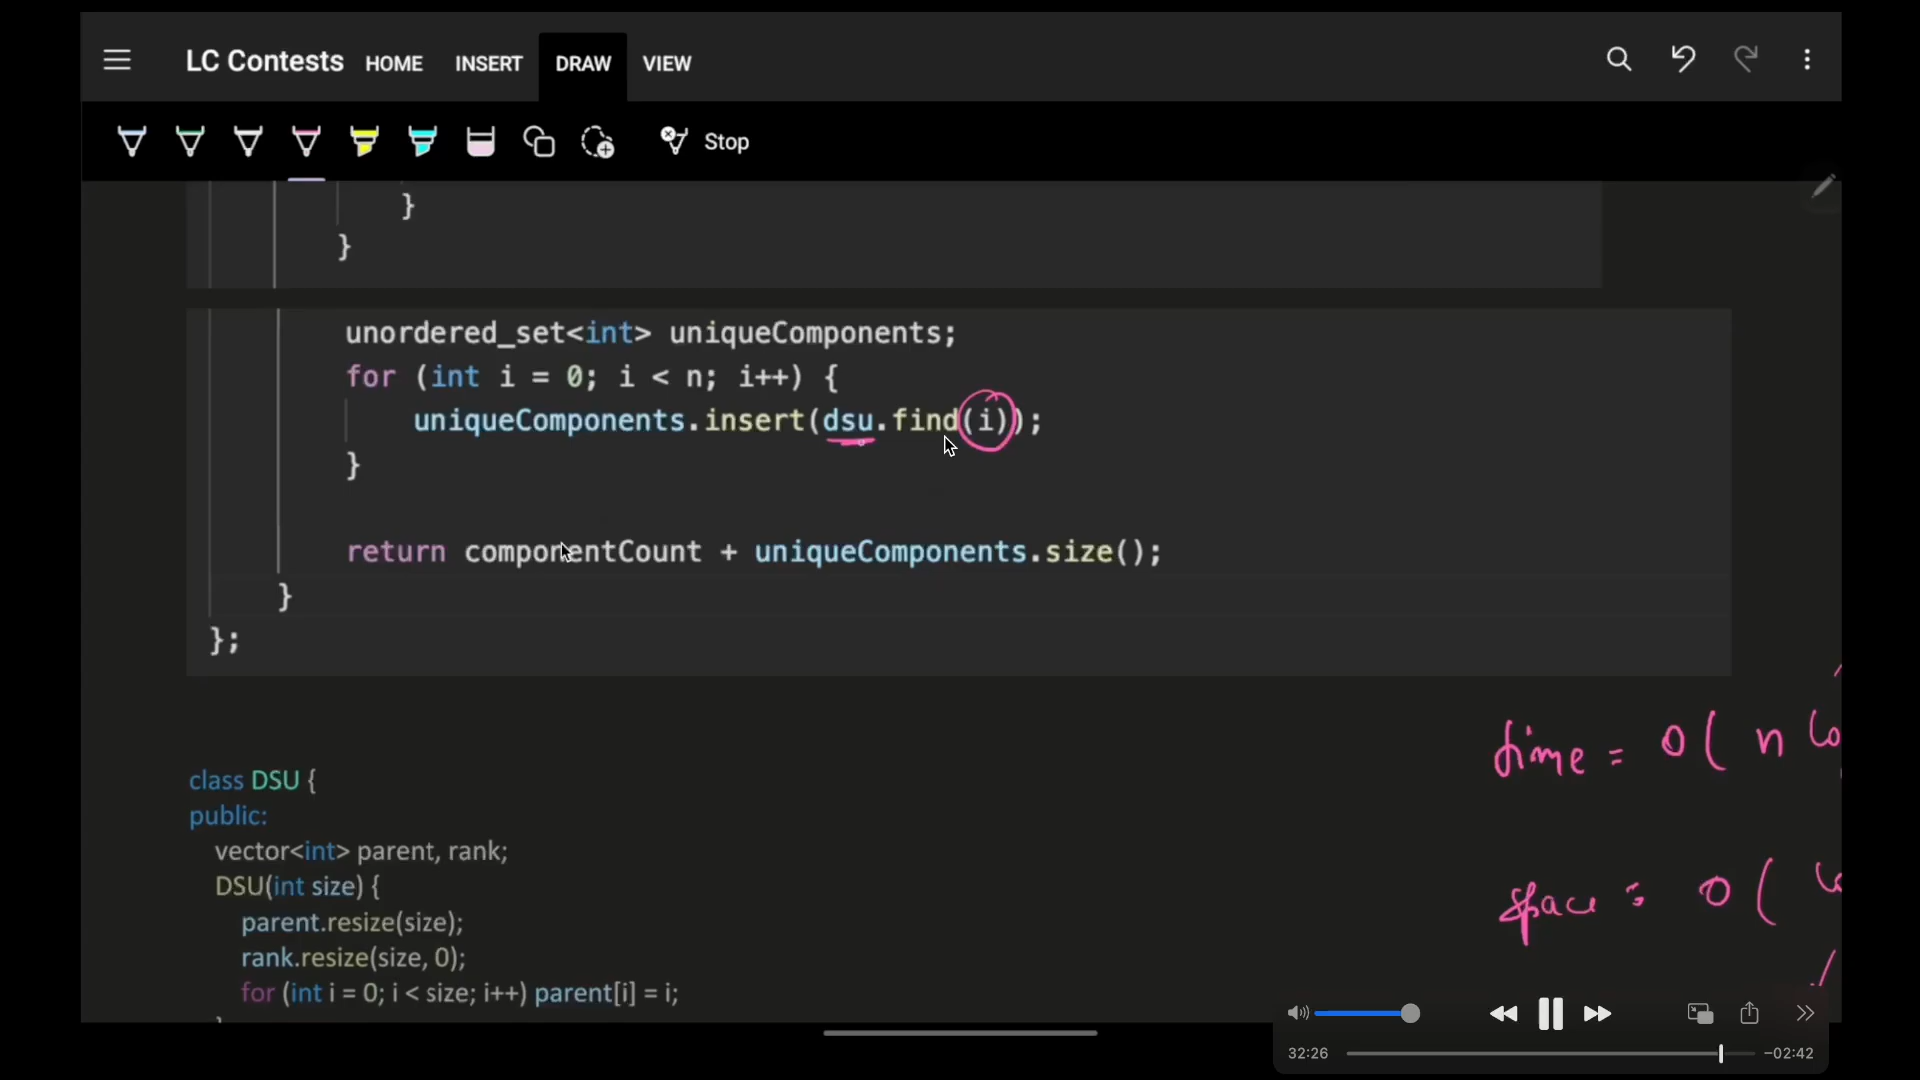 LC Contests HOME INSERT DRAW VIEW
Stop
}
}
unordered_set<int> uniqueComponents;
for (int i = 0; i < n; i++) {
uniqueComponents.insert(dsu.find(i));
}
return componentCount + uniqueComponents.size();
}
};
time = O( n
class DSU {
public:
vector<int> parent, rank;
DSU(int size) {
space = O(
parent.resize(size);
rank.resize(size, 0);
for (int i = 0; i < size; i++) parent[i] = i;
32:26
-02:42